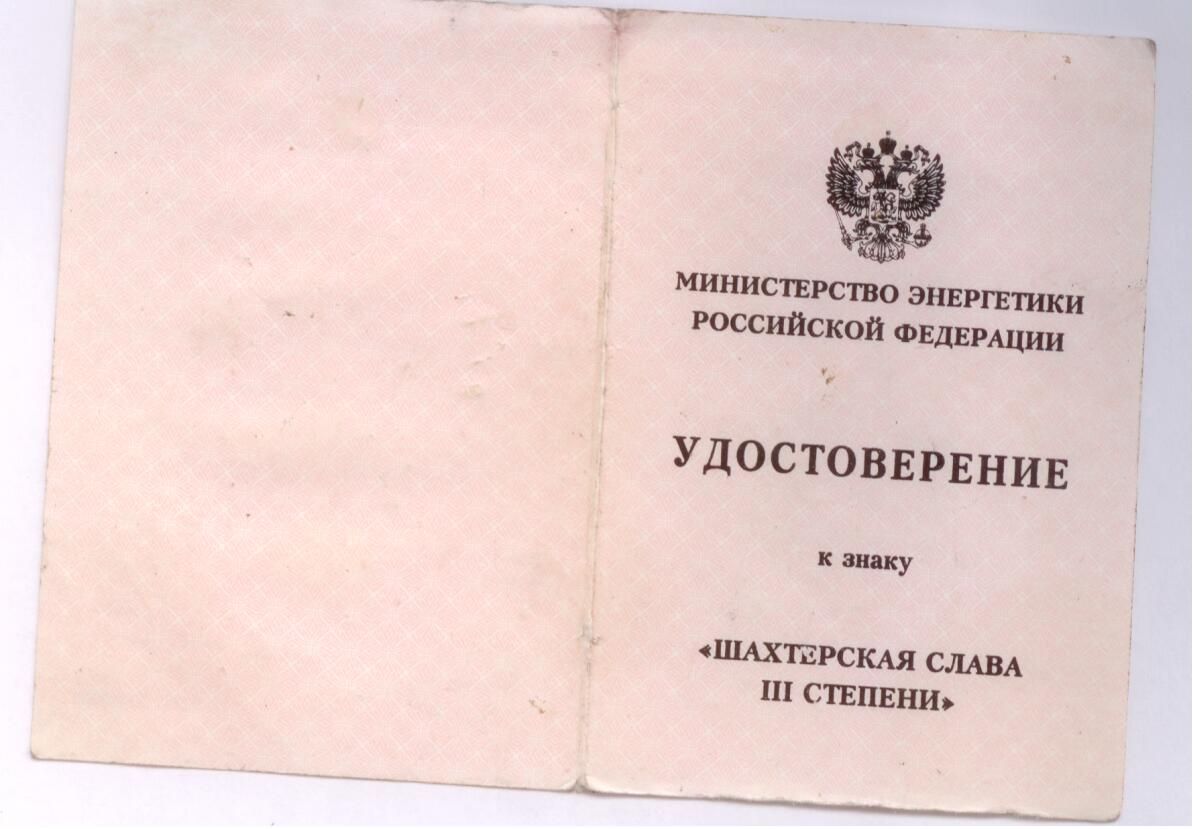 МИНИСТЕРСТВО ЭНЕРГЕТИКИ
РОССИЙСКОЙ ФЕДЕРАЦИИ
УДОСТОВЕРЕНИЕ
к знаку
«ШАХТЕРСКАЯ СЛАВА
III СТЕПЕНИ»